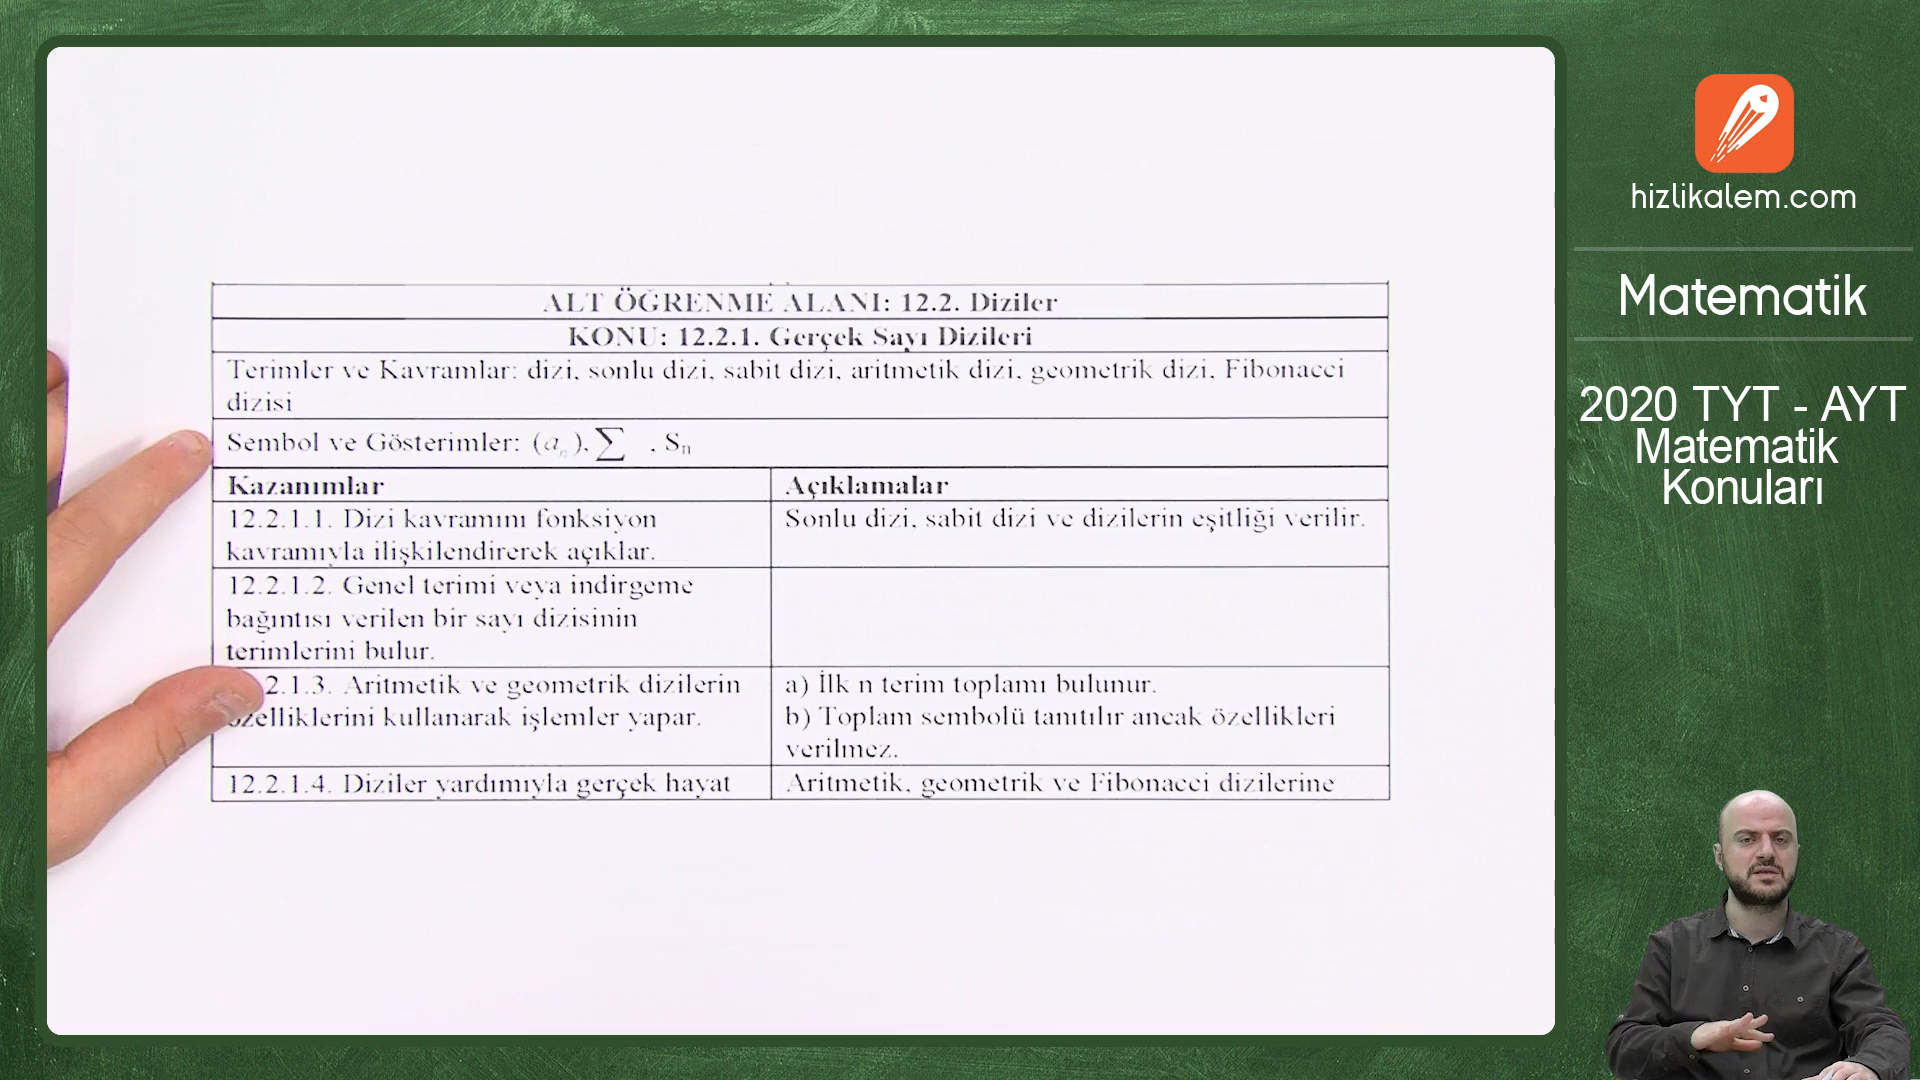 ALT ÖĞRENME ALANI: 12.2. Diziler
KONU: 12.2.1. Gerçek Sayı Dizileri
Terimler ve Kavramlar: dizi, sonlu dizi, sabit dizi, aritmetik dizi, geometrik dizi, Fibonacci
dizisi
Sembol ve Gösterimler: (aₙ), ∑ , Sₙ
Kazanımlar
Açıklamalar
12.2.1.1. Dizi kavramını fonksiyon
kavramıyla ilişkilendirerek açıklar.
Sonlu dizi, sabit dizi ve dizilerin eşitliği verilir.
12.2.1.2. Genel terimi veya indirgeme
bağıntısı verilen bir sayı dizisinin
terimlerini bulur.
2.1.3. Aritmetik ve geometrik dizilerin
özelliklerini kullanarak işlemler yapar.
a) İlk n terim toplamı bulunur.
b) Toplam sembolü tanıtılır ancak özellikleri
verilmez.
12.2.1.4. Diziler yardımıyla gerçek hayat
Aritmetik, geometrik ve Fibonacci dizilerine
hizlikalem.com
Matematik
2020 TYT - AYT
Matematik
Konuları